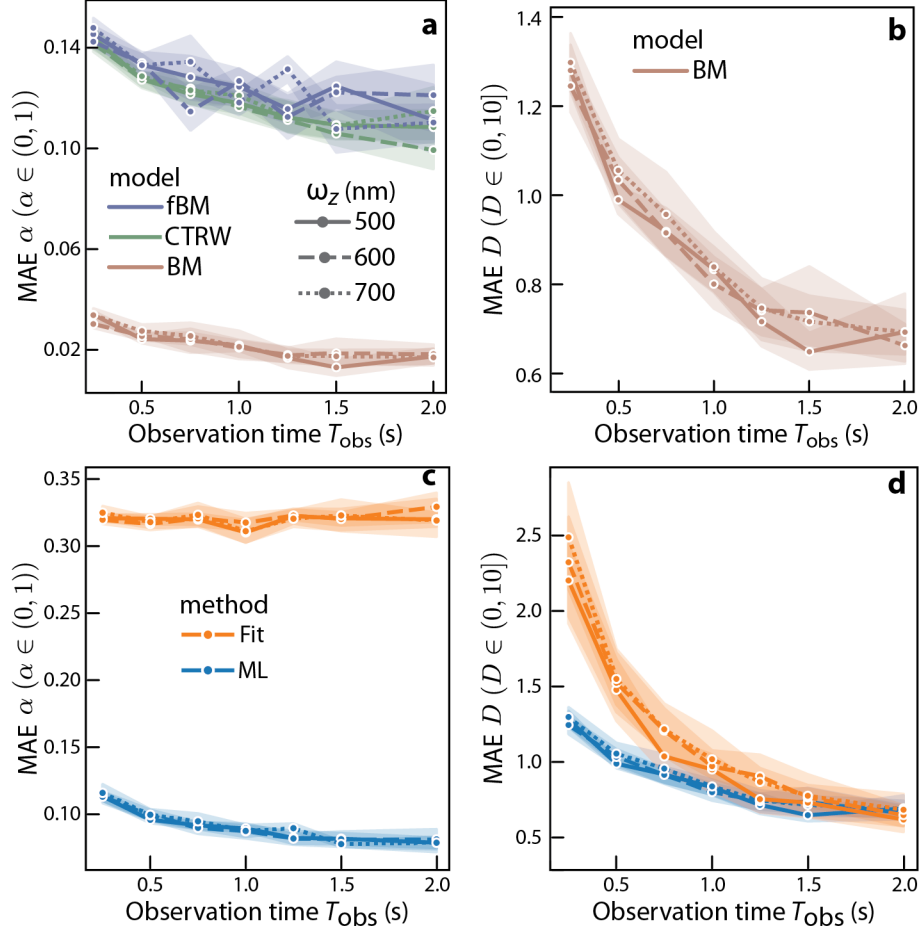 a
MAE α (α ∈ (0, 1))
0.14
0.10
0.06
0.02
model
fBM
CTRW
BM
ω_z (nm)
500
600
700
0.5 1.0 1.5 2.0
Observation time T_obs (s)
b
MAE D (D ∈ (0, 10])
1.4
1.2
1.0
0.8
0.6
model
BM
0.5 1.0 1.5 2.0
Observation time T_obs (s)
c
MAE α (α ∈ (0, 1))
0.35
0.30
0.25
0.20
0.15
0.10
method
Fit
ML
0.5 1.0 1.5 2.0
Observation time T_obs (s)
d
MAE D (D ∈ (0, 10])
2.5
2.0
1.5
1.0
0.5
0.5 1.0 1.5 2.0
Observation time T_obs (s)